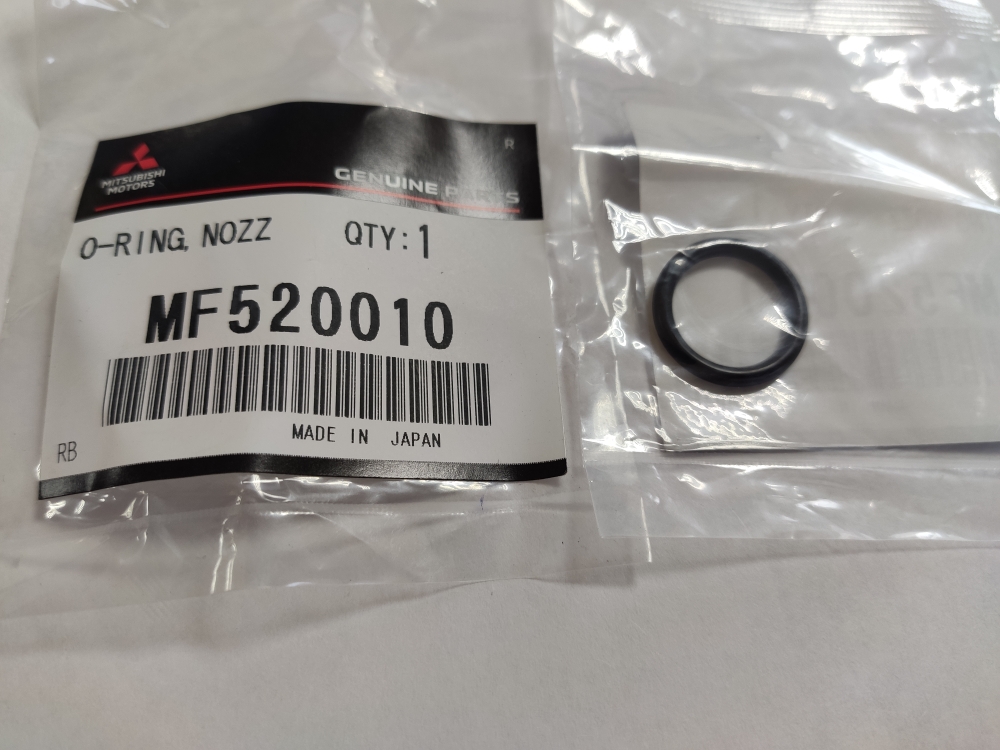 R
MITSUBISHI
MOTORS
GENUINE PARTS
O-RING, NOZZ QTY: 1
MF520010
MADE IN JAPAN
RB